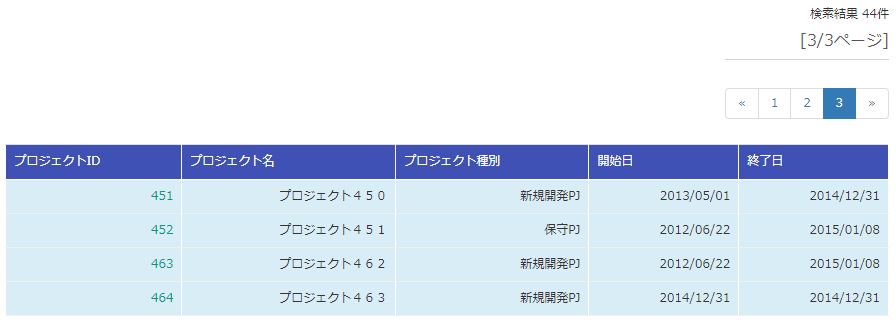 検索結果 44件
[3/3ページ]
« 1 2 3 »
プロジェクトID プロジェクト名 プロジェクト種別 開始日 終了日
451 プロジェクト４５０ 新規開発PJ 2013/05/01 2014/12/31
452 プロジェクト４５１ 保守PJ 2012/06/22 2015/01/08
463 プロジェクト４６２ 新規開発PJ 2012/06/22 2015/01/08
464 プロジェクト４６３ 新規開発PJ 2014/12/31 2014/12/31